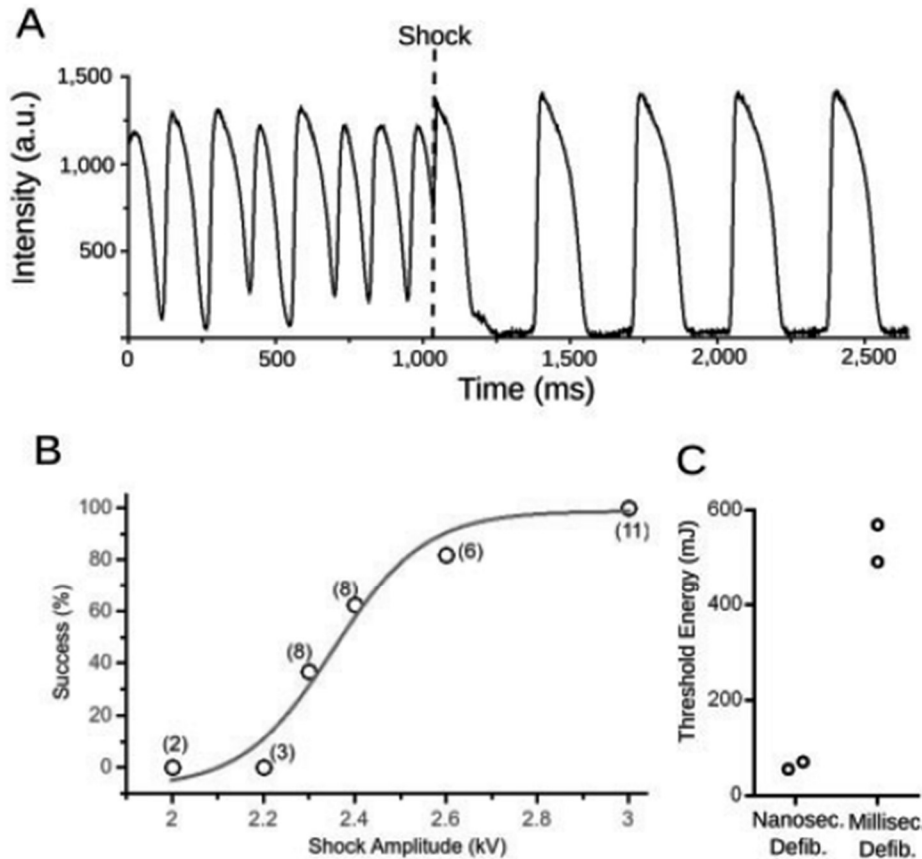 A
Shock
Intensity (a.u.)
1,500
1,000
500
0
500
1,000
1,500
2,000
2,500
Time (ms)
B
Success (%)
100
80
60
40
20
0
(2)
(3)
(8)
(8)
(6)
(11)
2
2.2
2.4
2.6
2.8
3
Shock Amplitude (kV)
C
Threshold Energy (mJ)
600
400
200
0
Nanosec. Millisec.
Defib. Defib.